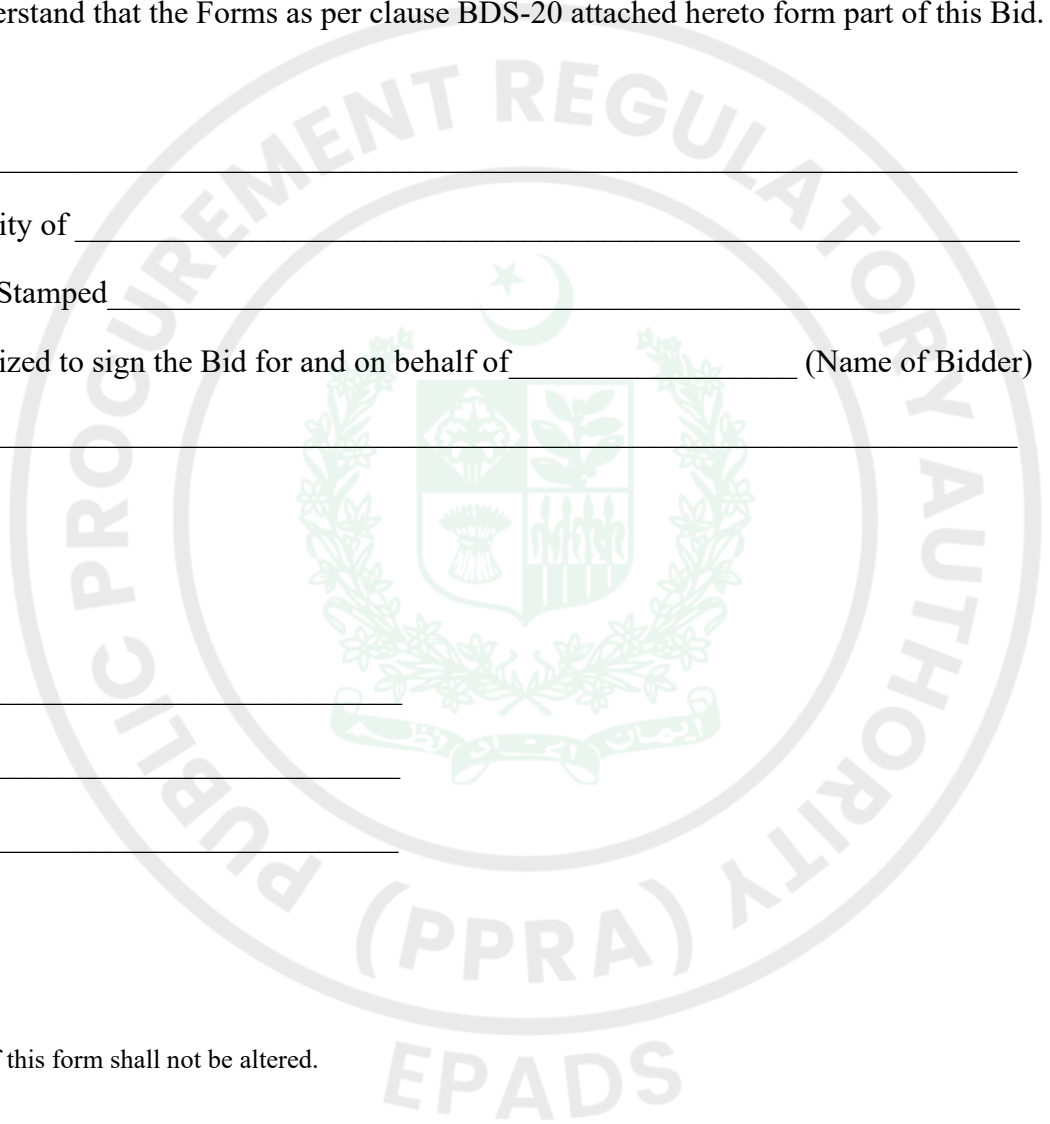 erstand that the Forms as per clause BDS-20 attached hereto form part of this Bid.
ity of
Stamped
ized to sign the Bid for and on behalf of (Name of Bidder)
this form shall not be altered.
PUBLIC PROCUREMENT REGULATORY AUTHORITY
(PPRA)
EPADS